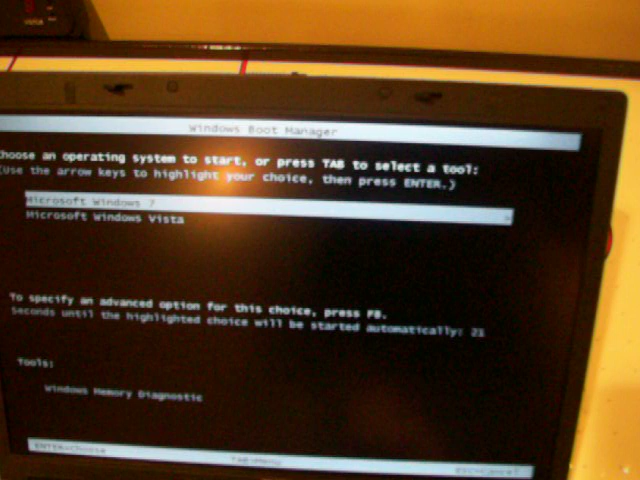 Windows Boot Manager
Choose an operating system to start, or press TAB to select a tool:
(Use the arrow keys to highlight your choice, then press ENTER.)
Microsoft Windows 7
Microsoft Windows Vista
To specify an advanced option for this choice, press F8.
Seconds until the highlighted choice will be started automatically: 21
Tools:
Windows Memory Diagnostic
ENTER=Choose
TAB=Menu
ESC=Cancel